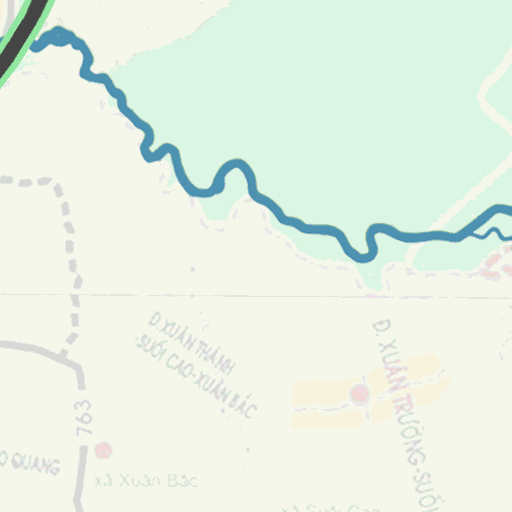 Đ.XUÂN THÀNH
-SUỐI CAO-XUÂN BẮC
Đ. XUÂN TRƯỜNG-SUỐI
763
O QUANG
xã Xuân Bắc